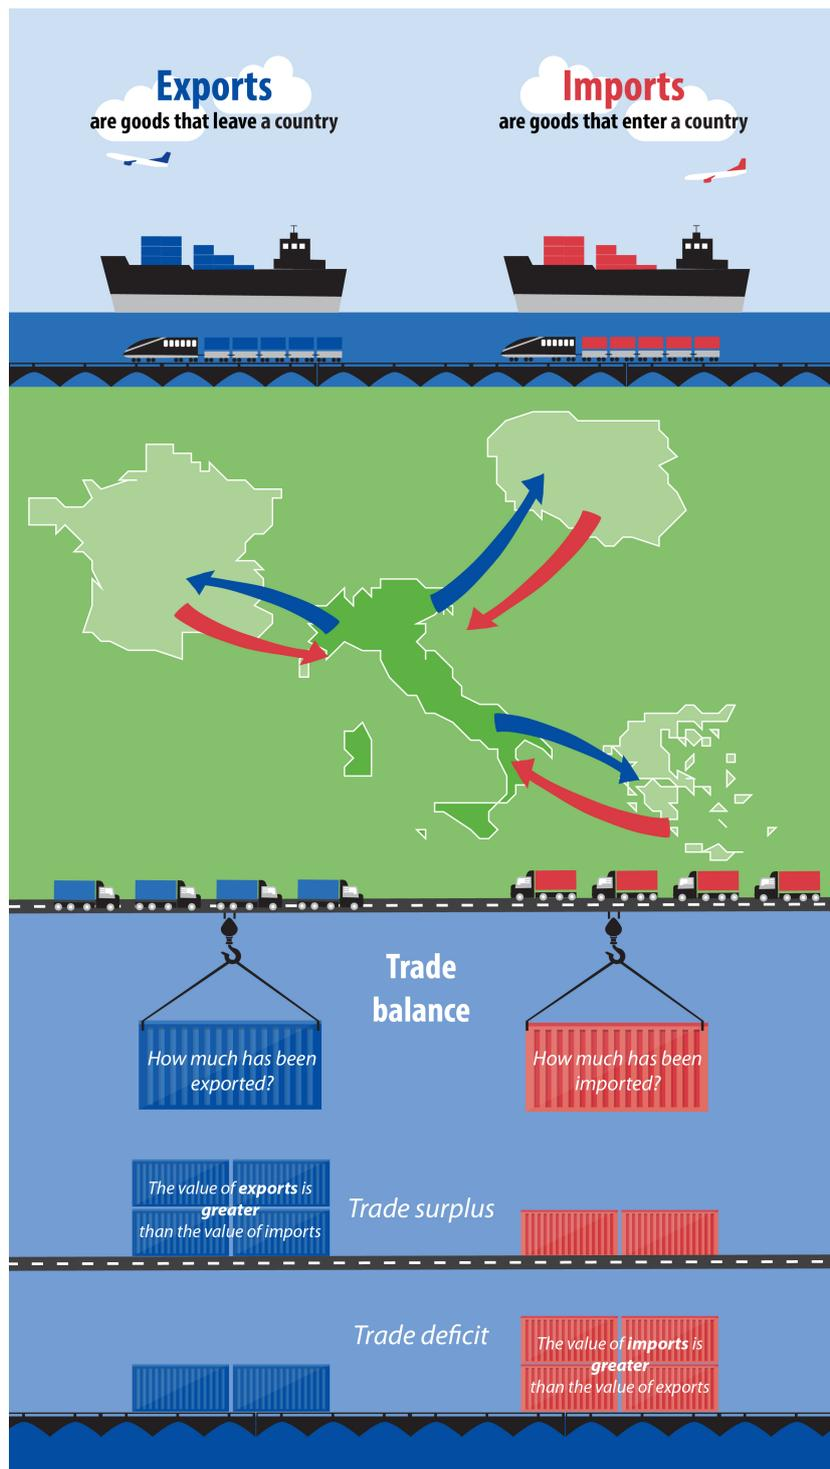 Exports
are goods that leave a country
Imports
are goods that enter a country
Trade
balance
How much has been
exported?
How much has been
imported?
The value of exports is
greater
than the value of imports
Trade surplus
Trade deficit
The value of imports is
greater
than the value of exports